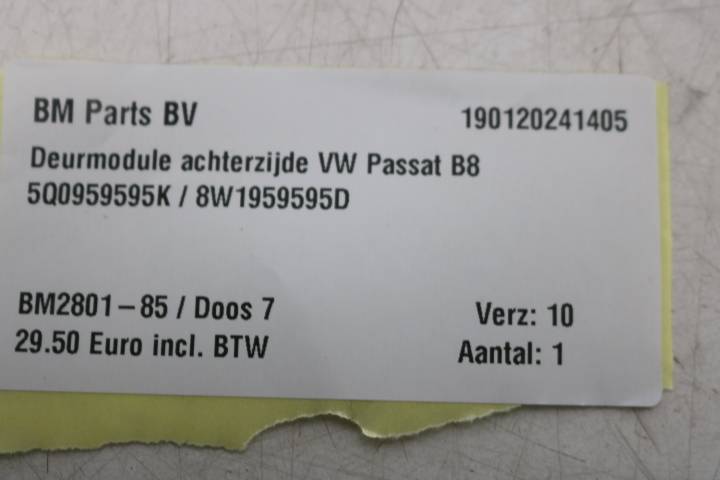 BM Parts BV 190120241405
Deurmodule achterzijde VW Passat B8
5Q0959595K / 8W1959595D
BM2801-85 / Doos 7 Verz: 10
29.50 Euro incl. BTW Aantal: 1